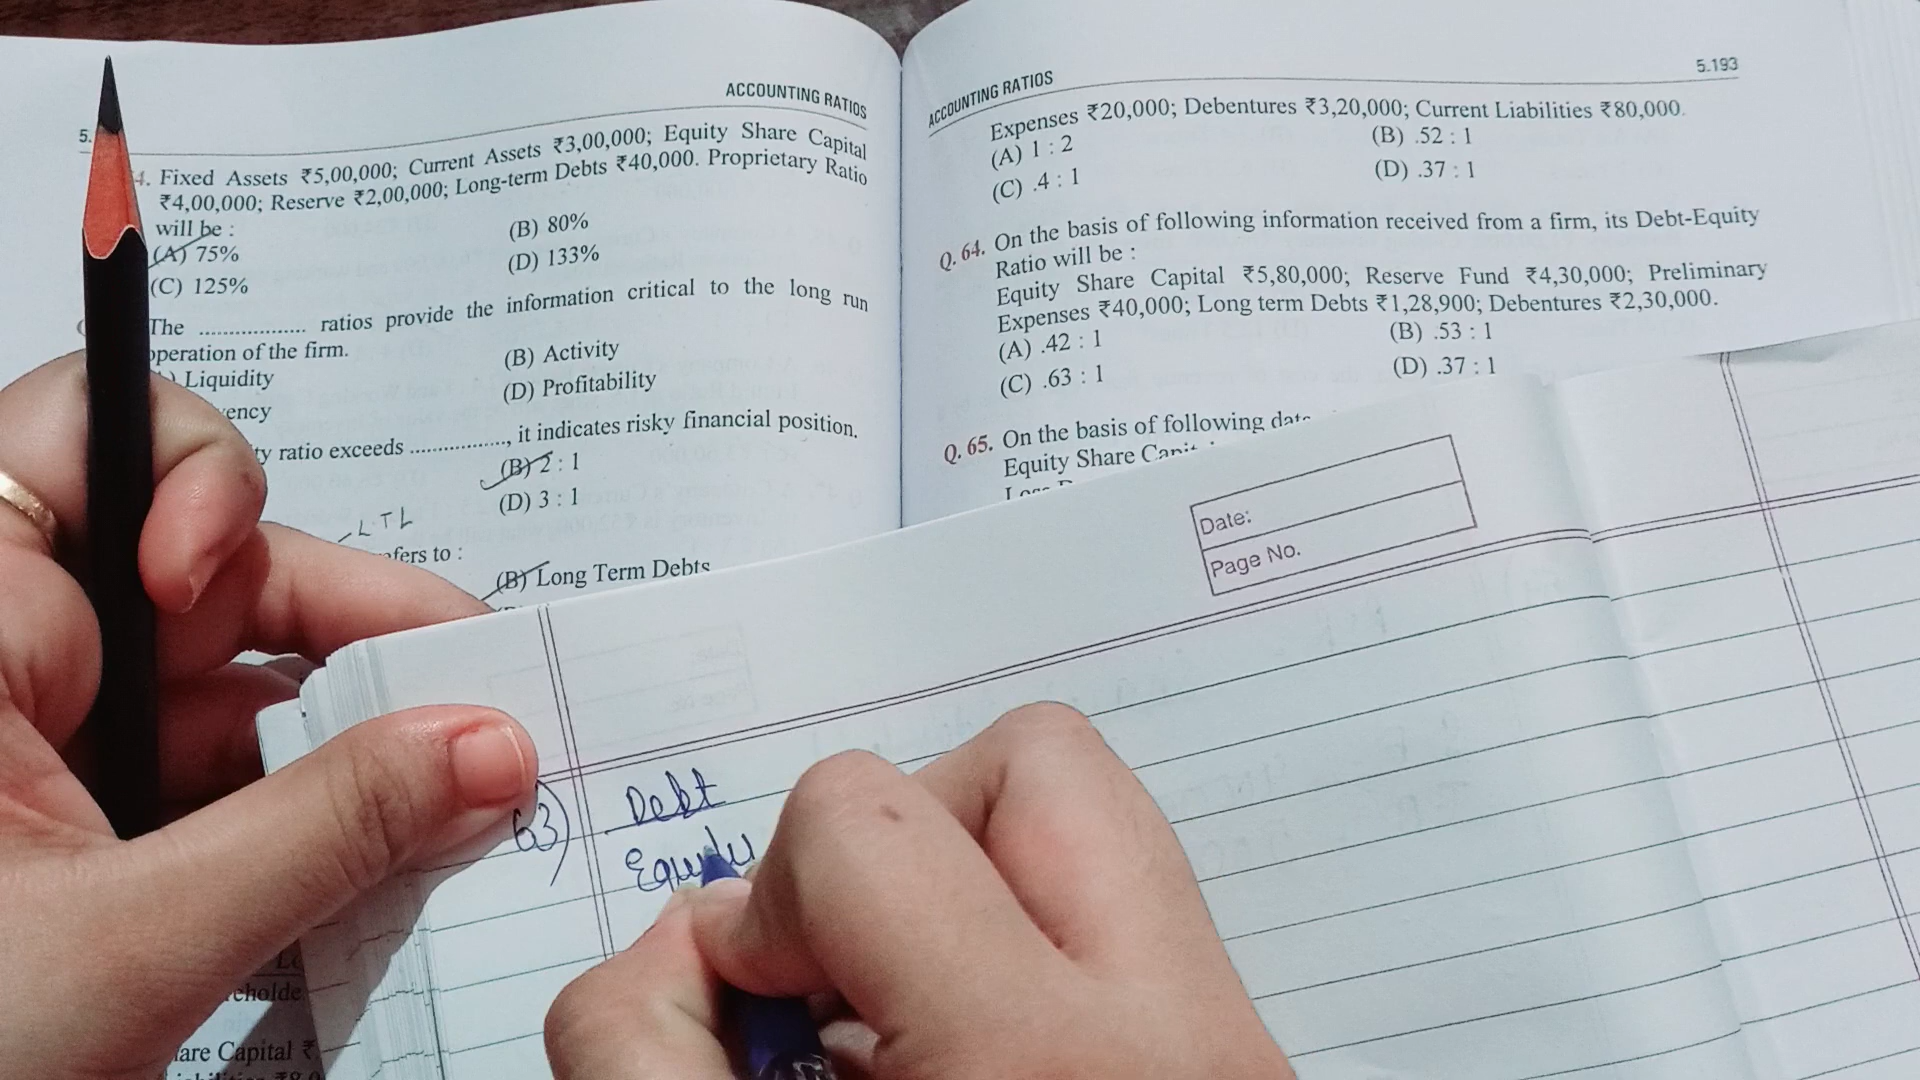 ACCOUNTING RATIOS
5.
4. Fixed Assets ₹5,00,000; Current Assets ₹3,00,000; Equity Share Capital
₹4,00,000; Reserve ₹2,00,000; Long-term Debts ₹40,000. Proprietary Ratio
will be :
(A) 75%
(B) 80%
(C) 125%
(D) 133%
The .................. ratios provide the information critical to the long run
operation of the firm.
Liquidity
(B) Activity
ency
(D) Profitability
ty ratio exceeds ................, it indicates risky financial position.
(B) 2 : 1
(D) 3 : 1
LTL
fers to :
(B) Long Term Debts
eholde
are Capital ₹
ACCOUNTING RATIOS
5.193
Expenses ₹20,000; Debentures ₹3,20,000; Current Liabilities ₹80,000.
(A) 1 : 2
(B) .52 : 1
(C) .4 : 1
(D) .37 : 1
Q. 64. On the basis of following information received from a firm, its Debt-Equity
Ratio will be :
Equity Share Capital ₹5,80,000; Reserve Fund ₹4,30,000; Preliminary
Expenses ₹40,000; Long term Debts ₹1,28,900; Debentures ₹2,30,000.
(A) .42 : 1
(B) .53 : 1
(C) .63 : 1
(D) .37 : 1
Q. 65. On the basis of following data
Equity Share Capit
Date:
Page No.
63) Debt
Equity